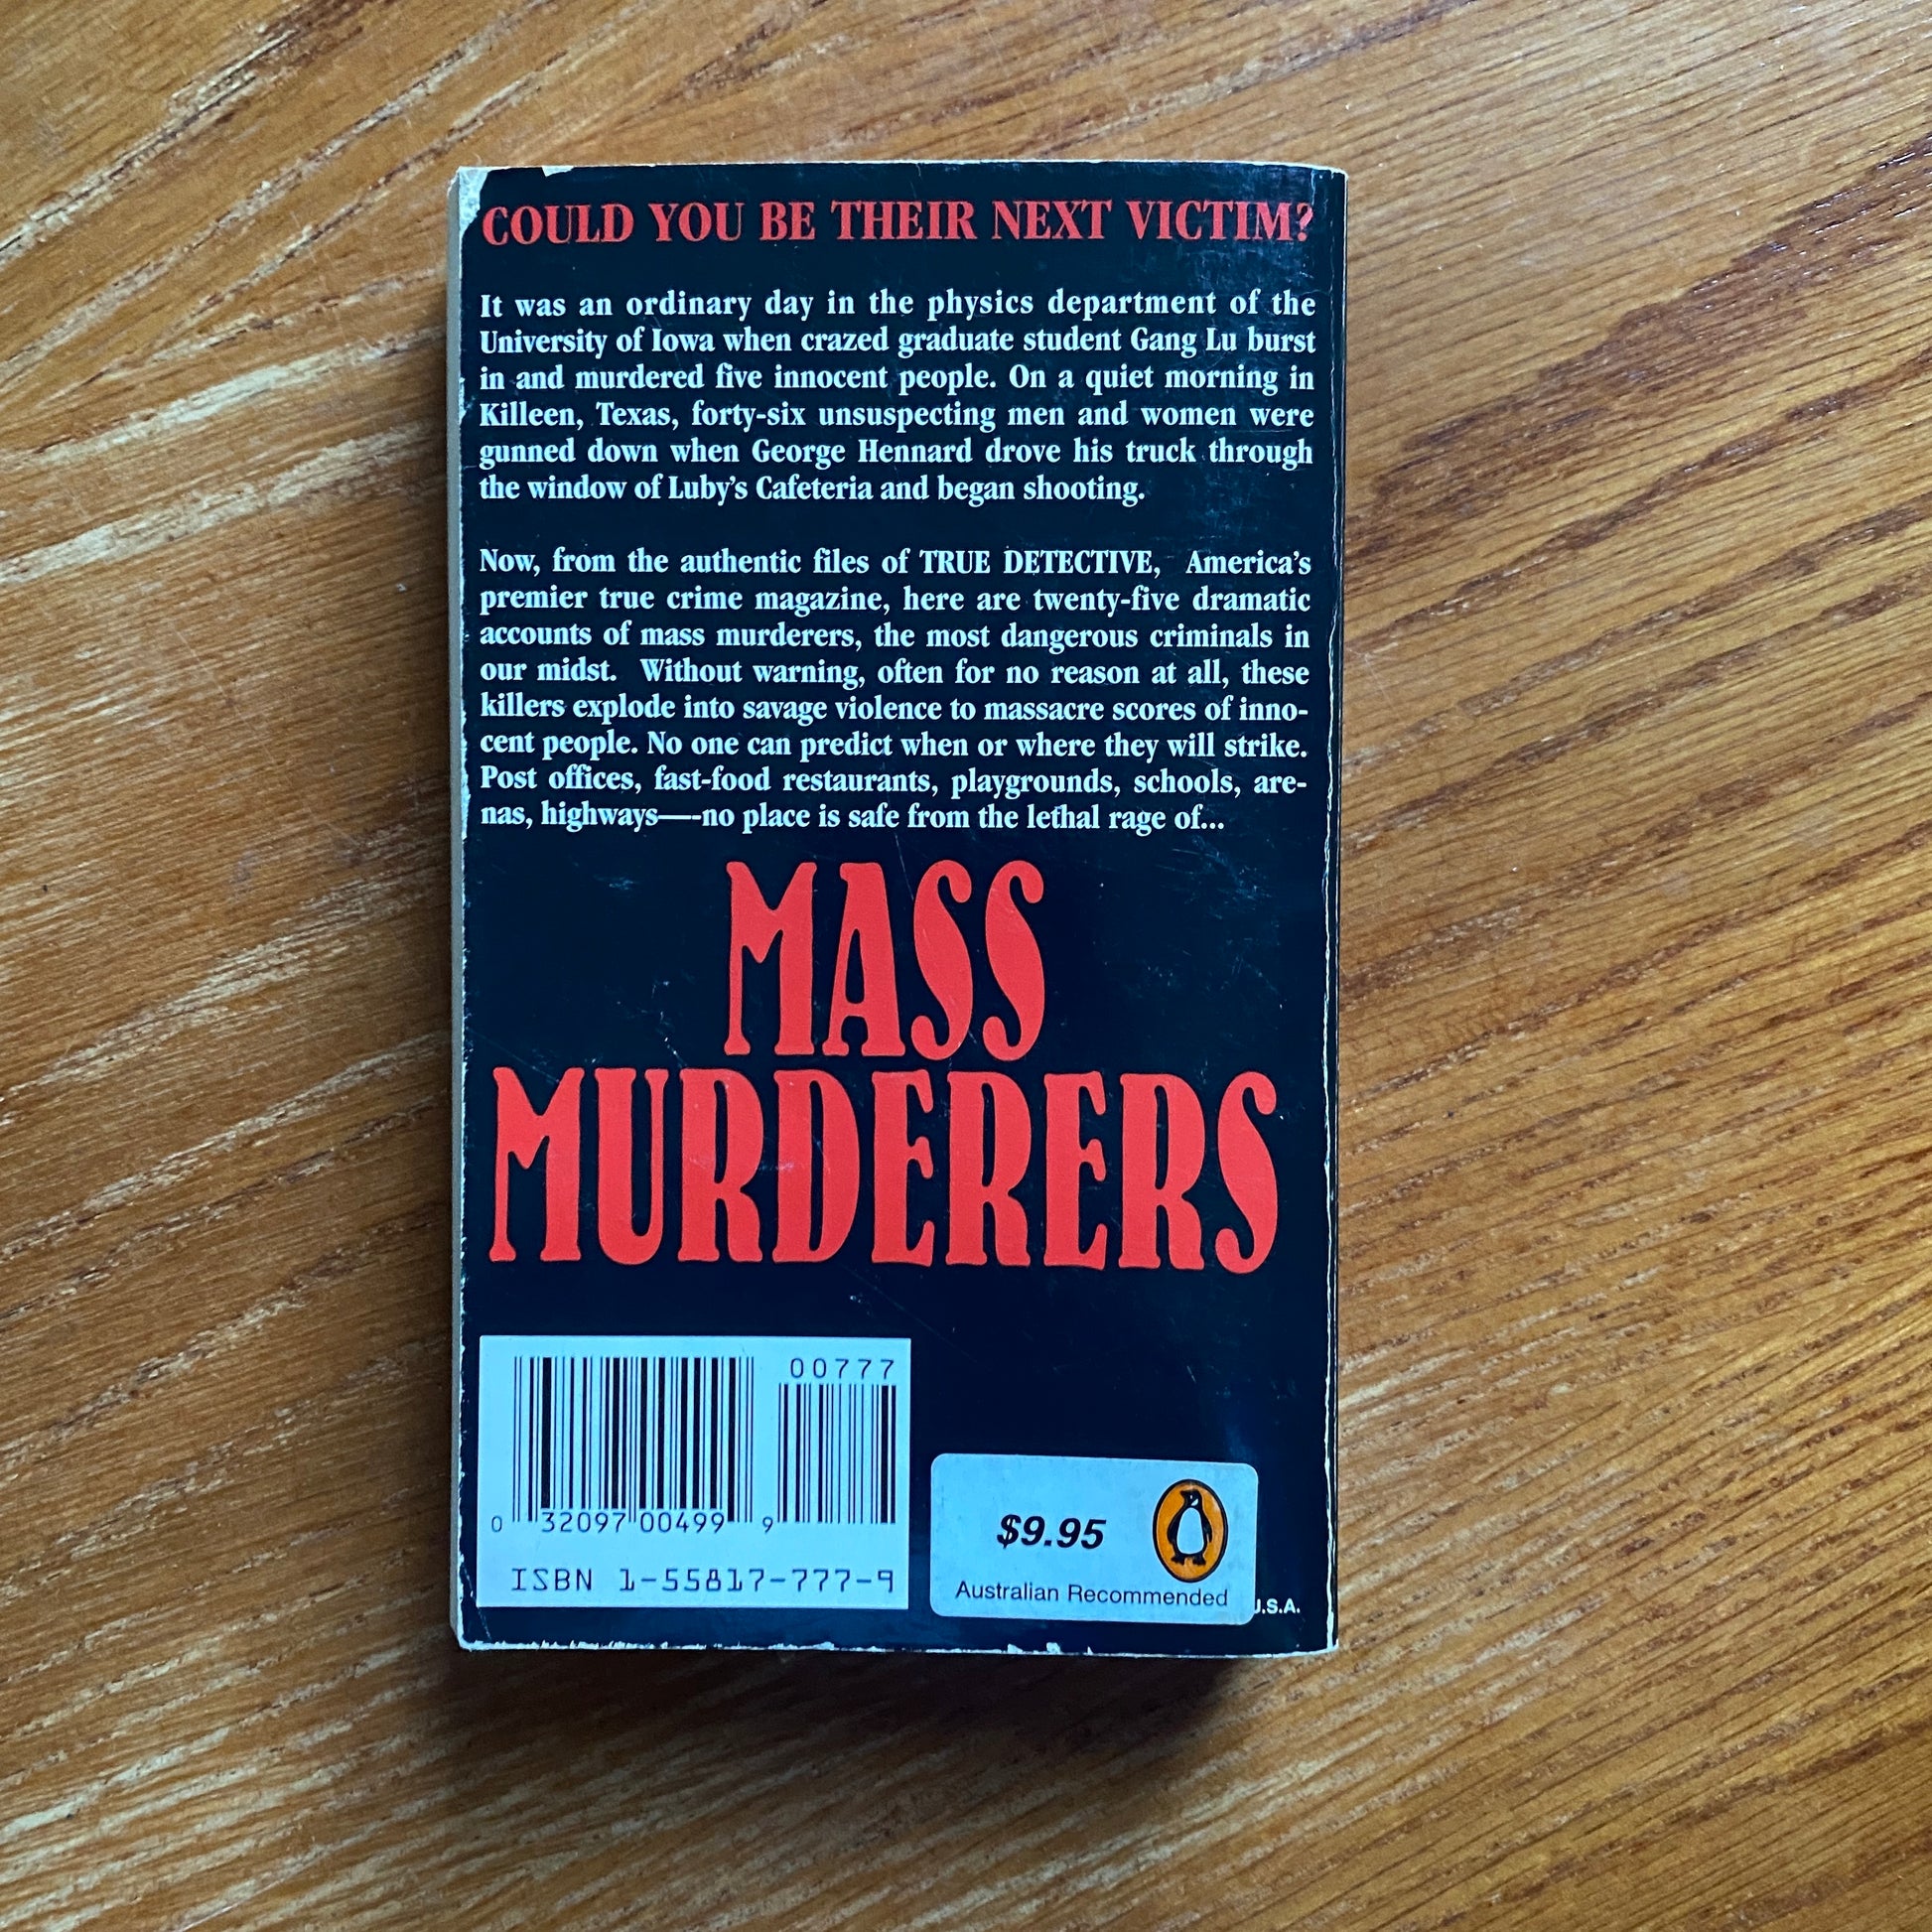 COULD YOU BE THEIR NEXT VICTIM?
It was an ordinary day in the physics department of the
University of Iowa when crazed graduate student Gang Lu burst
in and murdered five innocent people. On a quiet morning in
Killeen, Texas, forty-six unsuspecting men and women were
gunned down when George Hennard drove his truck through
the window of Luby's Cafeteria and began shooting.
Now, from the authentic files of TRUE DETECTIVE, America's
premier true crime magazine, here are twenty-five dramatic
accounts of mass murderers, the most dangerous criminals in
our midst. Without warning, often for no reason at all, these
killers explode into savage violence to massacre scores of inno-
cent people. No one can predict when or where they will strike.
Post offices, fast-food restaurants, playgrounds, schools, are-
nas, highways—-no place is safe from the lethal rage of...
MASS
MURDERERS
00777
0 32097 00499 9
ISBN 1-55817-777-9
$9.95
Australian Recommended
.S.A.